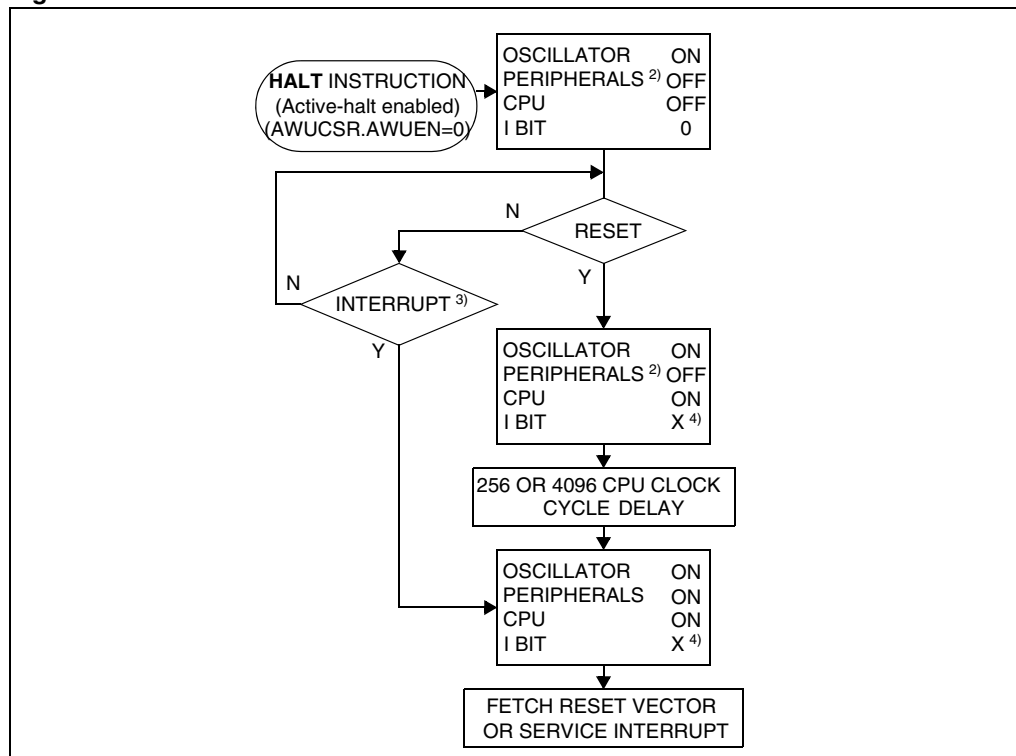 HALT INSTRUCTION
(Active-halt enabled)
(AWUCSR.AWUEN=0)
OSCILLATOR ON
PERIPHERALS 2) OFF
CPU OFF
I BIT 0
N
RESET
Y
N
INTERRUPT 3)
Y
OSCILLATOR ON
PERIPHERALS 2) OFF
CPU ON
I BIT X 4)
256 OR 4096 CPU CLOCK
CYCLE DELAY
OSCILLATOR ON
PERIPHERALS ON
CPU ON
I BIT X 4)
FETCH RESET VECTOR
OR SERVICE INTERRUPT